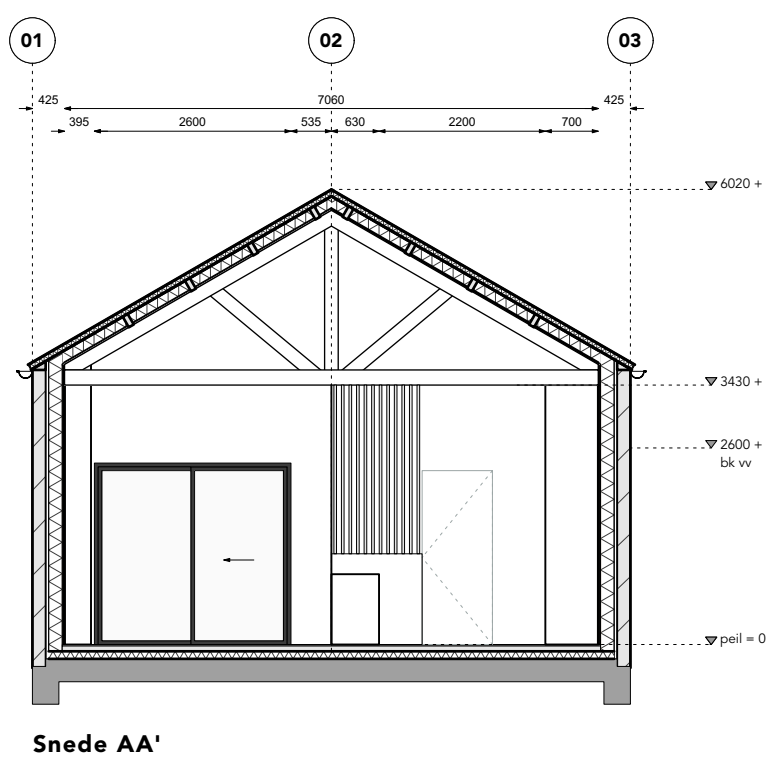 01 02 03
425 7060 425
395 2600 535 630 2200 700
6020 +
3430 +
2600 +
bk vv
peil = 0
Snede AA'